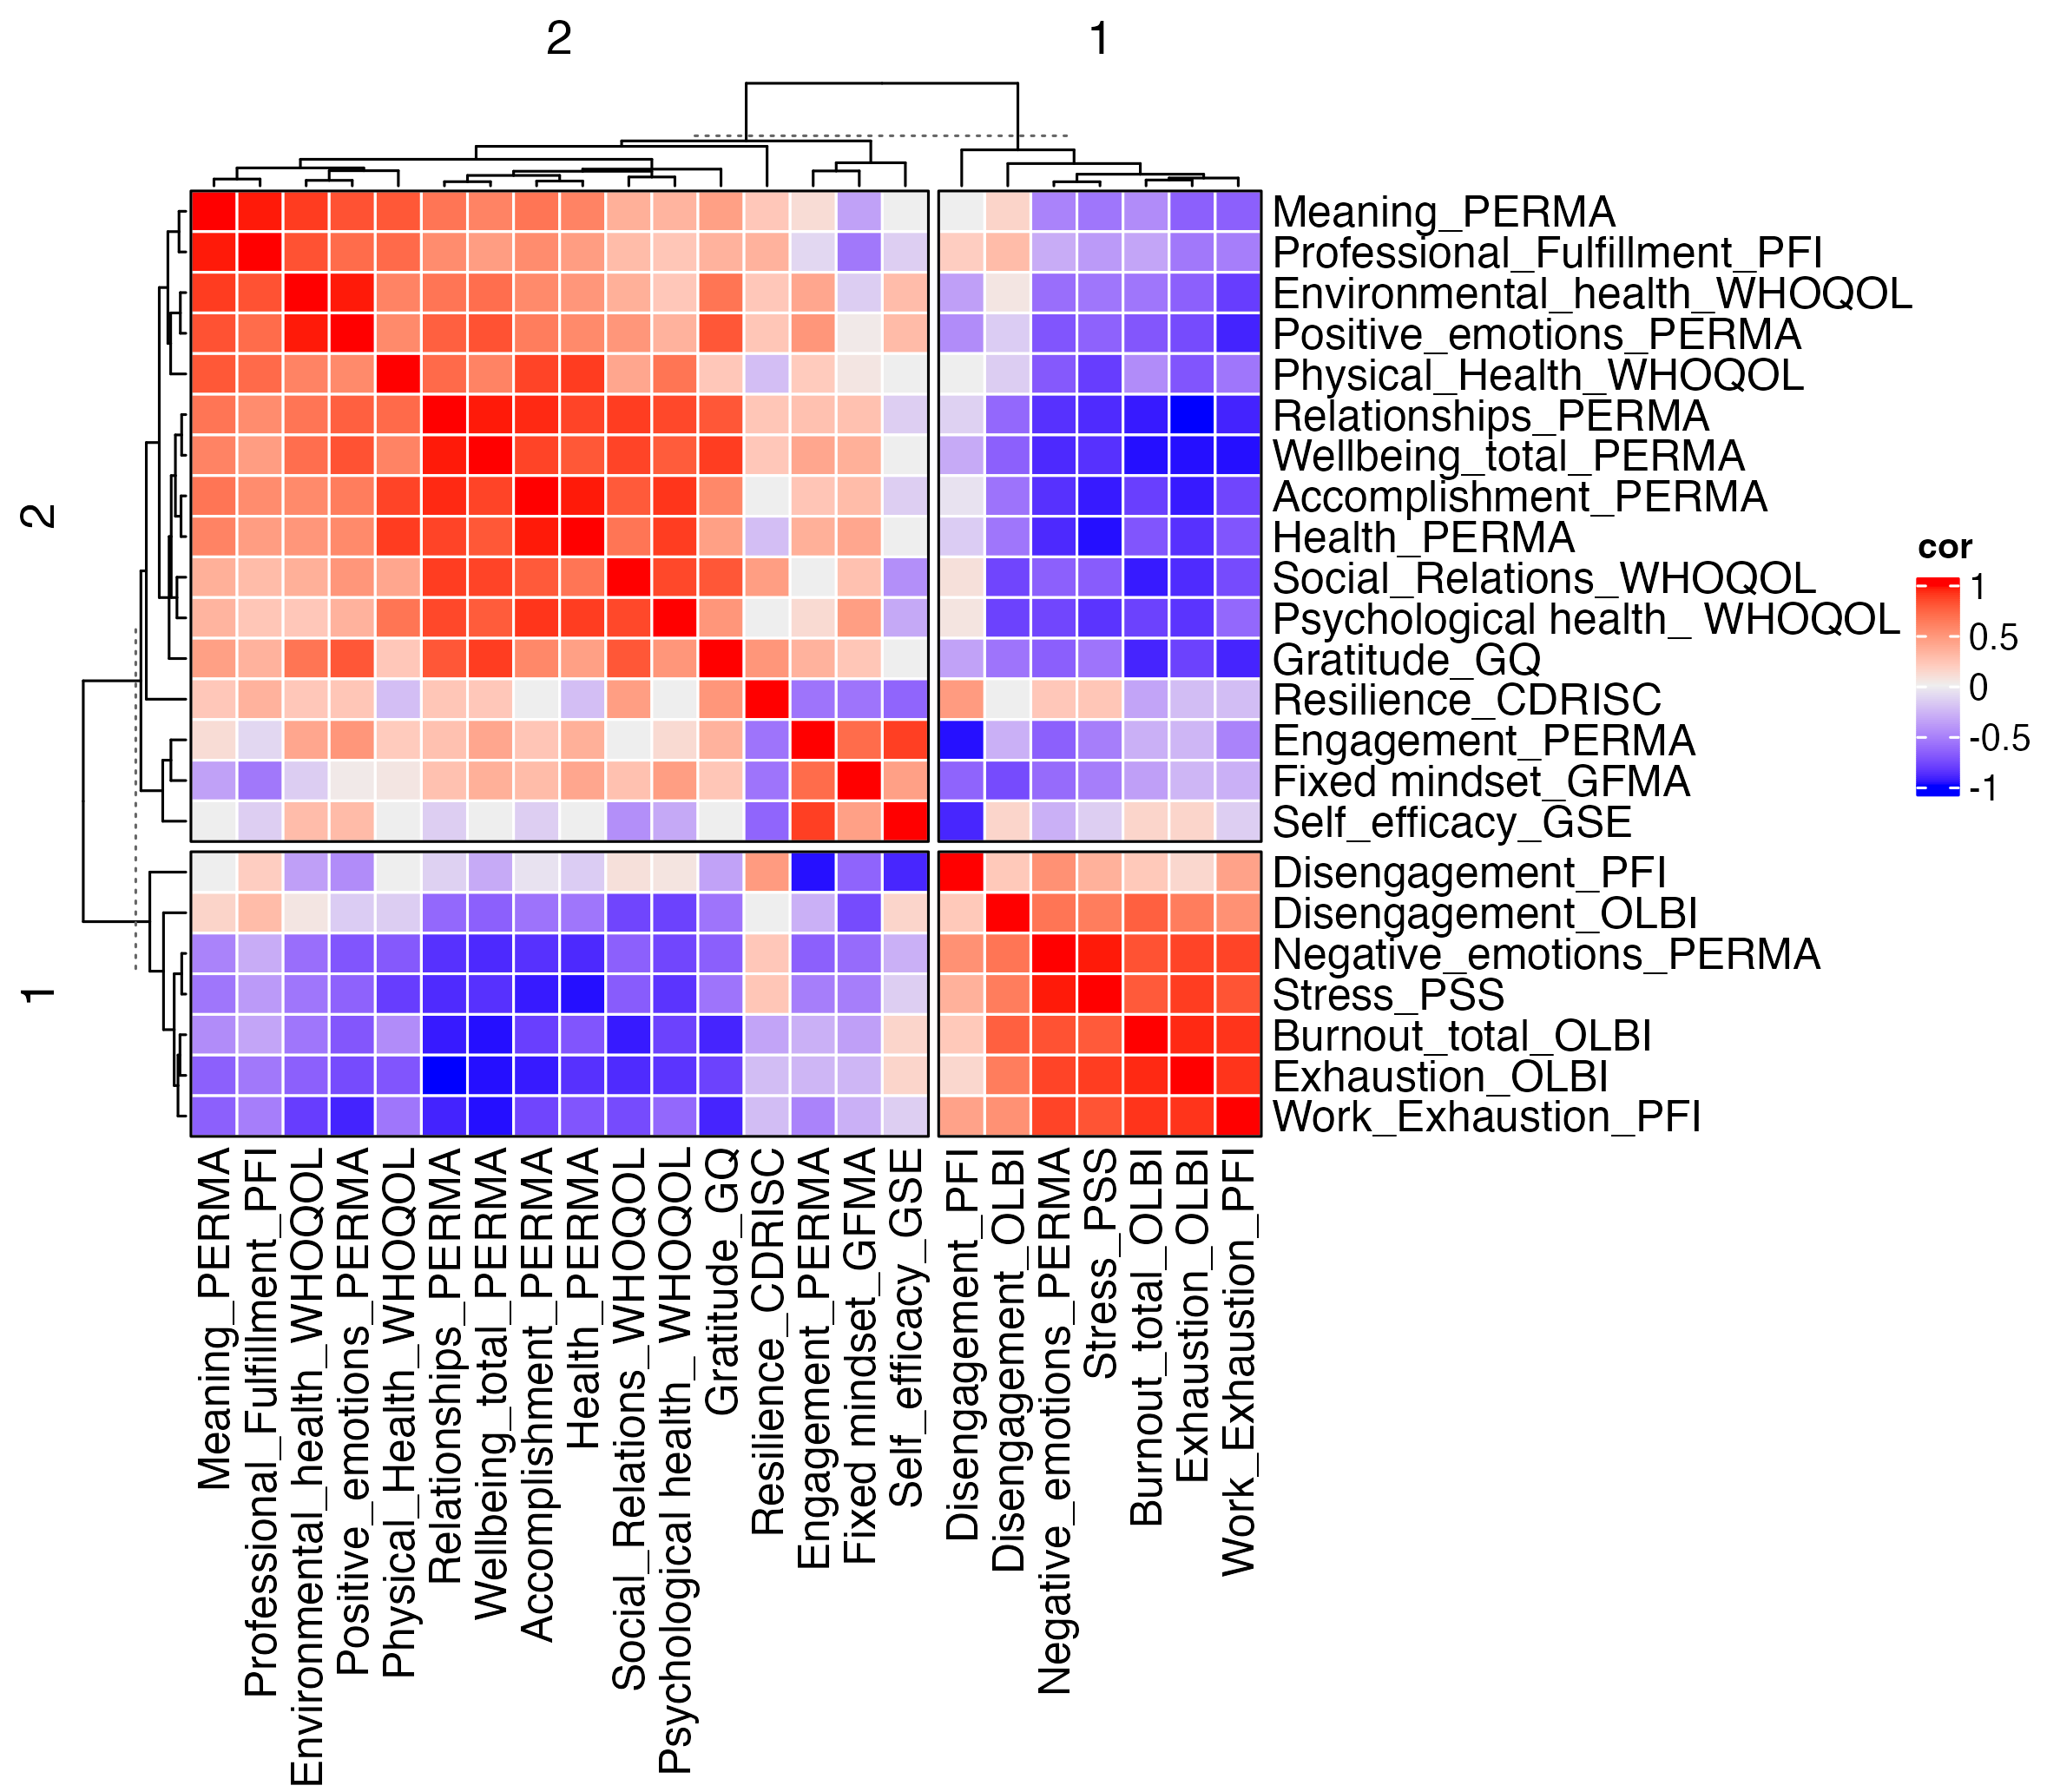 2 1
Meaning_PERMA
Professional_Fulfillment_PFI
Environmental_health_WHOQOL
Positive_emotions_PERMA
Physical_Health_WHOQOL
Relationships_PERMA
Wellbeing_total_PERMA
Accomplishment_PERMA
Health_PERMA
Social_Relations_WHOQOL
Psychological health_ WHOQOL
Gratitude_GQ
Resilience_CDRISC
Engagement_PERMA
Fixed mindset_GFMA
Self_efficacy_GSE
Disengagement_PFI
Disengagement_OLBI
Negative_emotions_PERMA
Stress_PSS
Burnout_total_OLBI
Exhaustion_OLBI
Work_Exhaustion_PFI
2
1
cor
1
0.5
0
-0.5
-1
Meaning_PERMA
Professional_Fulfillment_PFI
Environmental_health_WHOQOL
Positive_emotions_PERMA
Physical_Health_WHOQOL
Relationships_PERMA
Wellbeing_total_PERMA
Accomplishment_PERMA
Health_PERMA
Social_Relations_WHOQOL
Psychological health_ WHOQOL
Gratitude_GQ
Resilience_CDRISC
Engagement_PERMA
Fixed mindset_GFMA
Self_efficacy_GSE
Disengagement_PFI
Disengagement_OLBI
Negative_emotions_PERMA
Stress_PSS
Burnout_total_OLBI
Exhaustion_OLBI
Work_Exhaustion_PFI